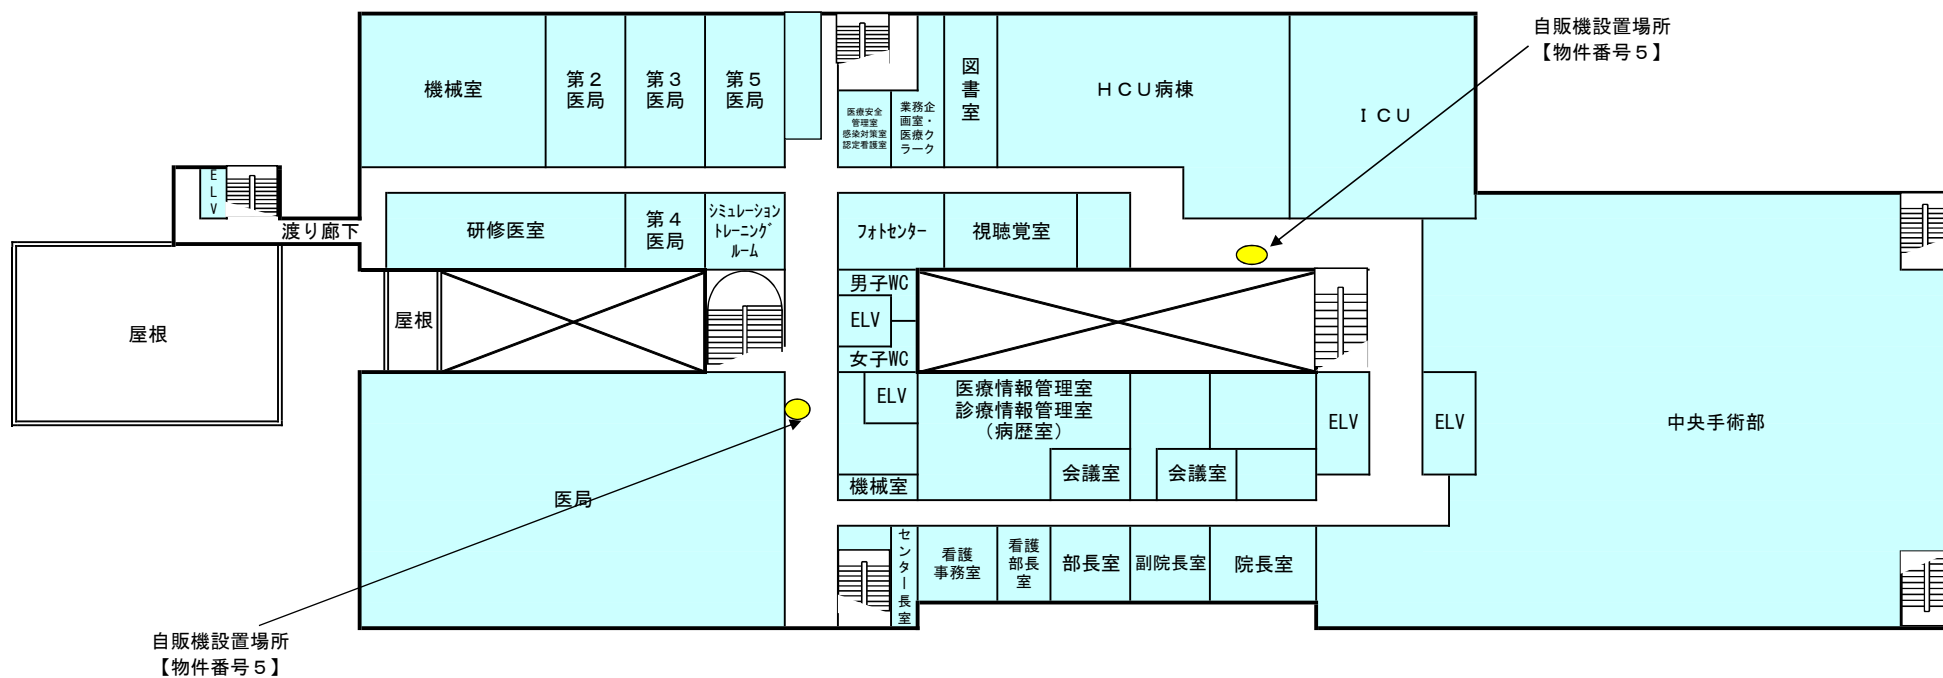 自販機設置場所
【物件番号５】
機械室
第２
医局
第３
医局
第５
医局
医療安全
管理室
感染対策室
認定看護室
業務企
画室・
医療ク
ラーク
図
書
室
ＨＣＵ病棟
ＩＣＵ
E
L
V
渡り廊下
研修医室
第４
医局
ｼﾐｭﾚｰｼｮﾝ
ﾄﾚｰﾆﾝｸﾞ
ﾙｰﾑ
ﾌｫﾄｾﾝﾀｰ
視聴覚室
屋根
屋根
男子WC
ELV
女子WC
ELV
医療情報管理室
診療情報管理室
（病歴室）
会議室
会議室
ELV
ELV
中央手術部
医局
機械室
セ
ン
タ
ー
長
室
看護
事務室
看護
部長
室
部長室
副院長室
院長室
自販機設置場所
【物件番号５】